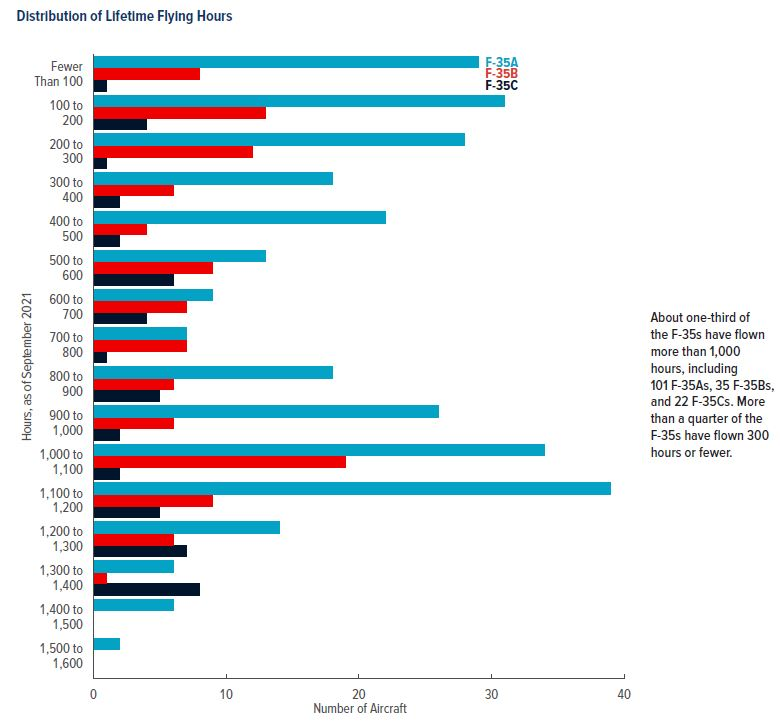 Distribution of Lifetime Flying Hours
Fewer
Than 100
F-35A
F-35B
F-35C
100 to
200
200 to
300
300 to
400
400 to
500
500 to
600
600 to
700
700 to
800
800 to
900
900 to
1,000
1,000 to
1,100
1,100 to
1,200
1,200 to
1,300
1,300 to
1,400
1,400 to
1,500
1,500 to
1,600
Hours, as of September 2021
0
10
20
30
40
Number of Aircraft
About one-third of
the F-35s have flown
more than 1,000
hours, including
101 F-35As, 35 F-35Bs,
and 22 F-35Cs. More
than a quarter of the
F-35s have flown 300
hours or fewer.